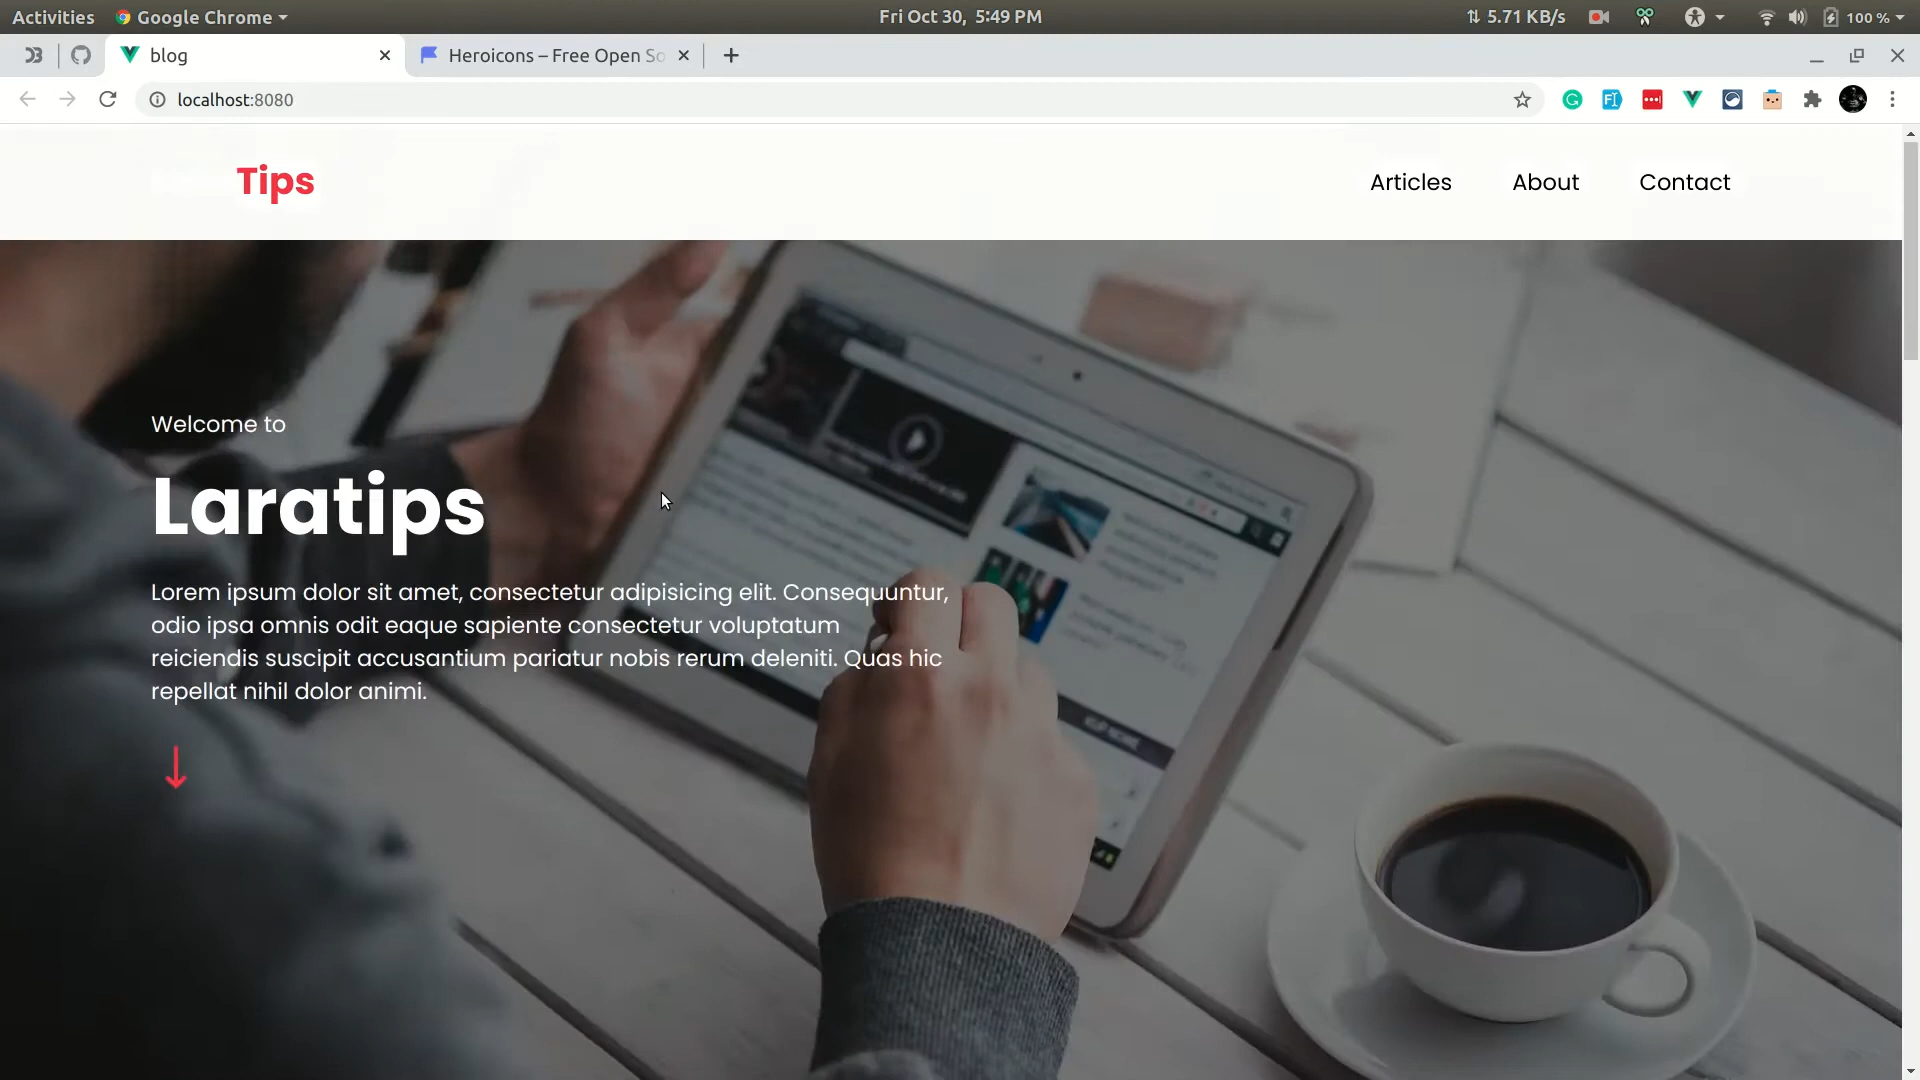 Activities
Google Chrome
Fri Oct 30, 5:49 PM
5.71 KB/s
100 %
blog
Heroicons – Free Open So
localhost:8080
Tips
Articles
About
Contact
Welcome to
Laratips
Lorem ipsum dolor sit amet, consectetur adipisicing elit. Consequuntur,
odio ipsa omnis odit eaque sapiente consectetur voluptatum
reiciendis suscipit accusantium pariatur nobis rerum deleniti. Quas hic
repellat nihil dolor animi.